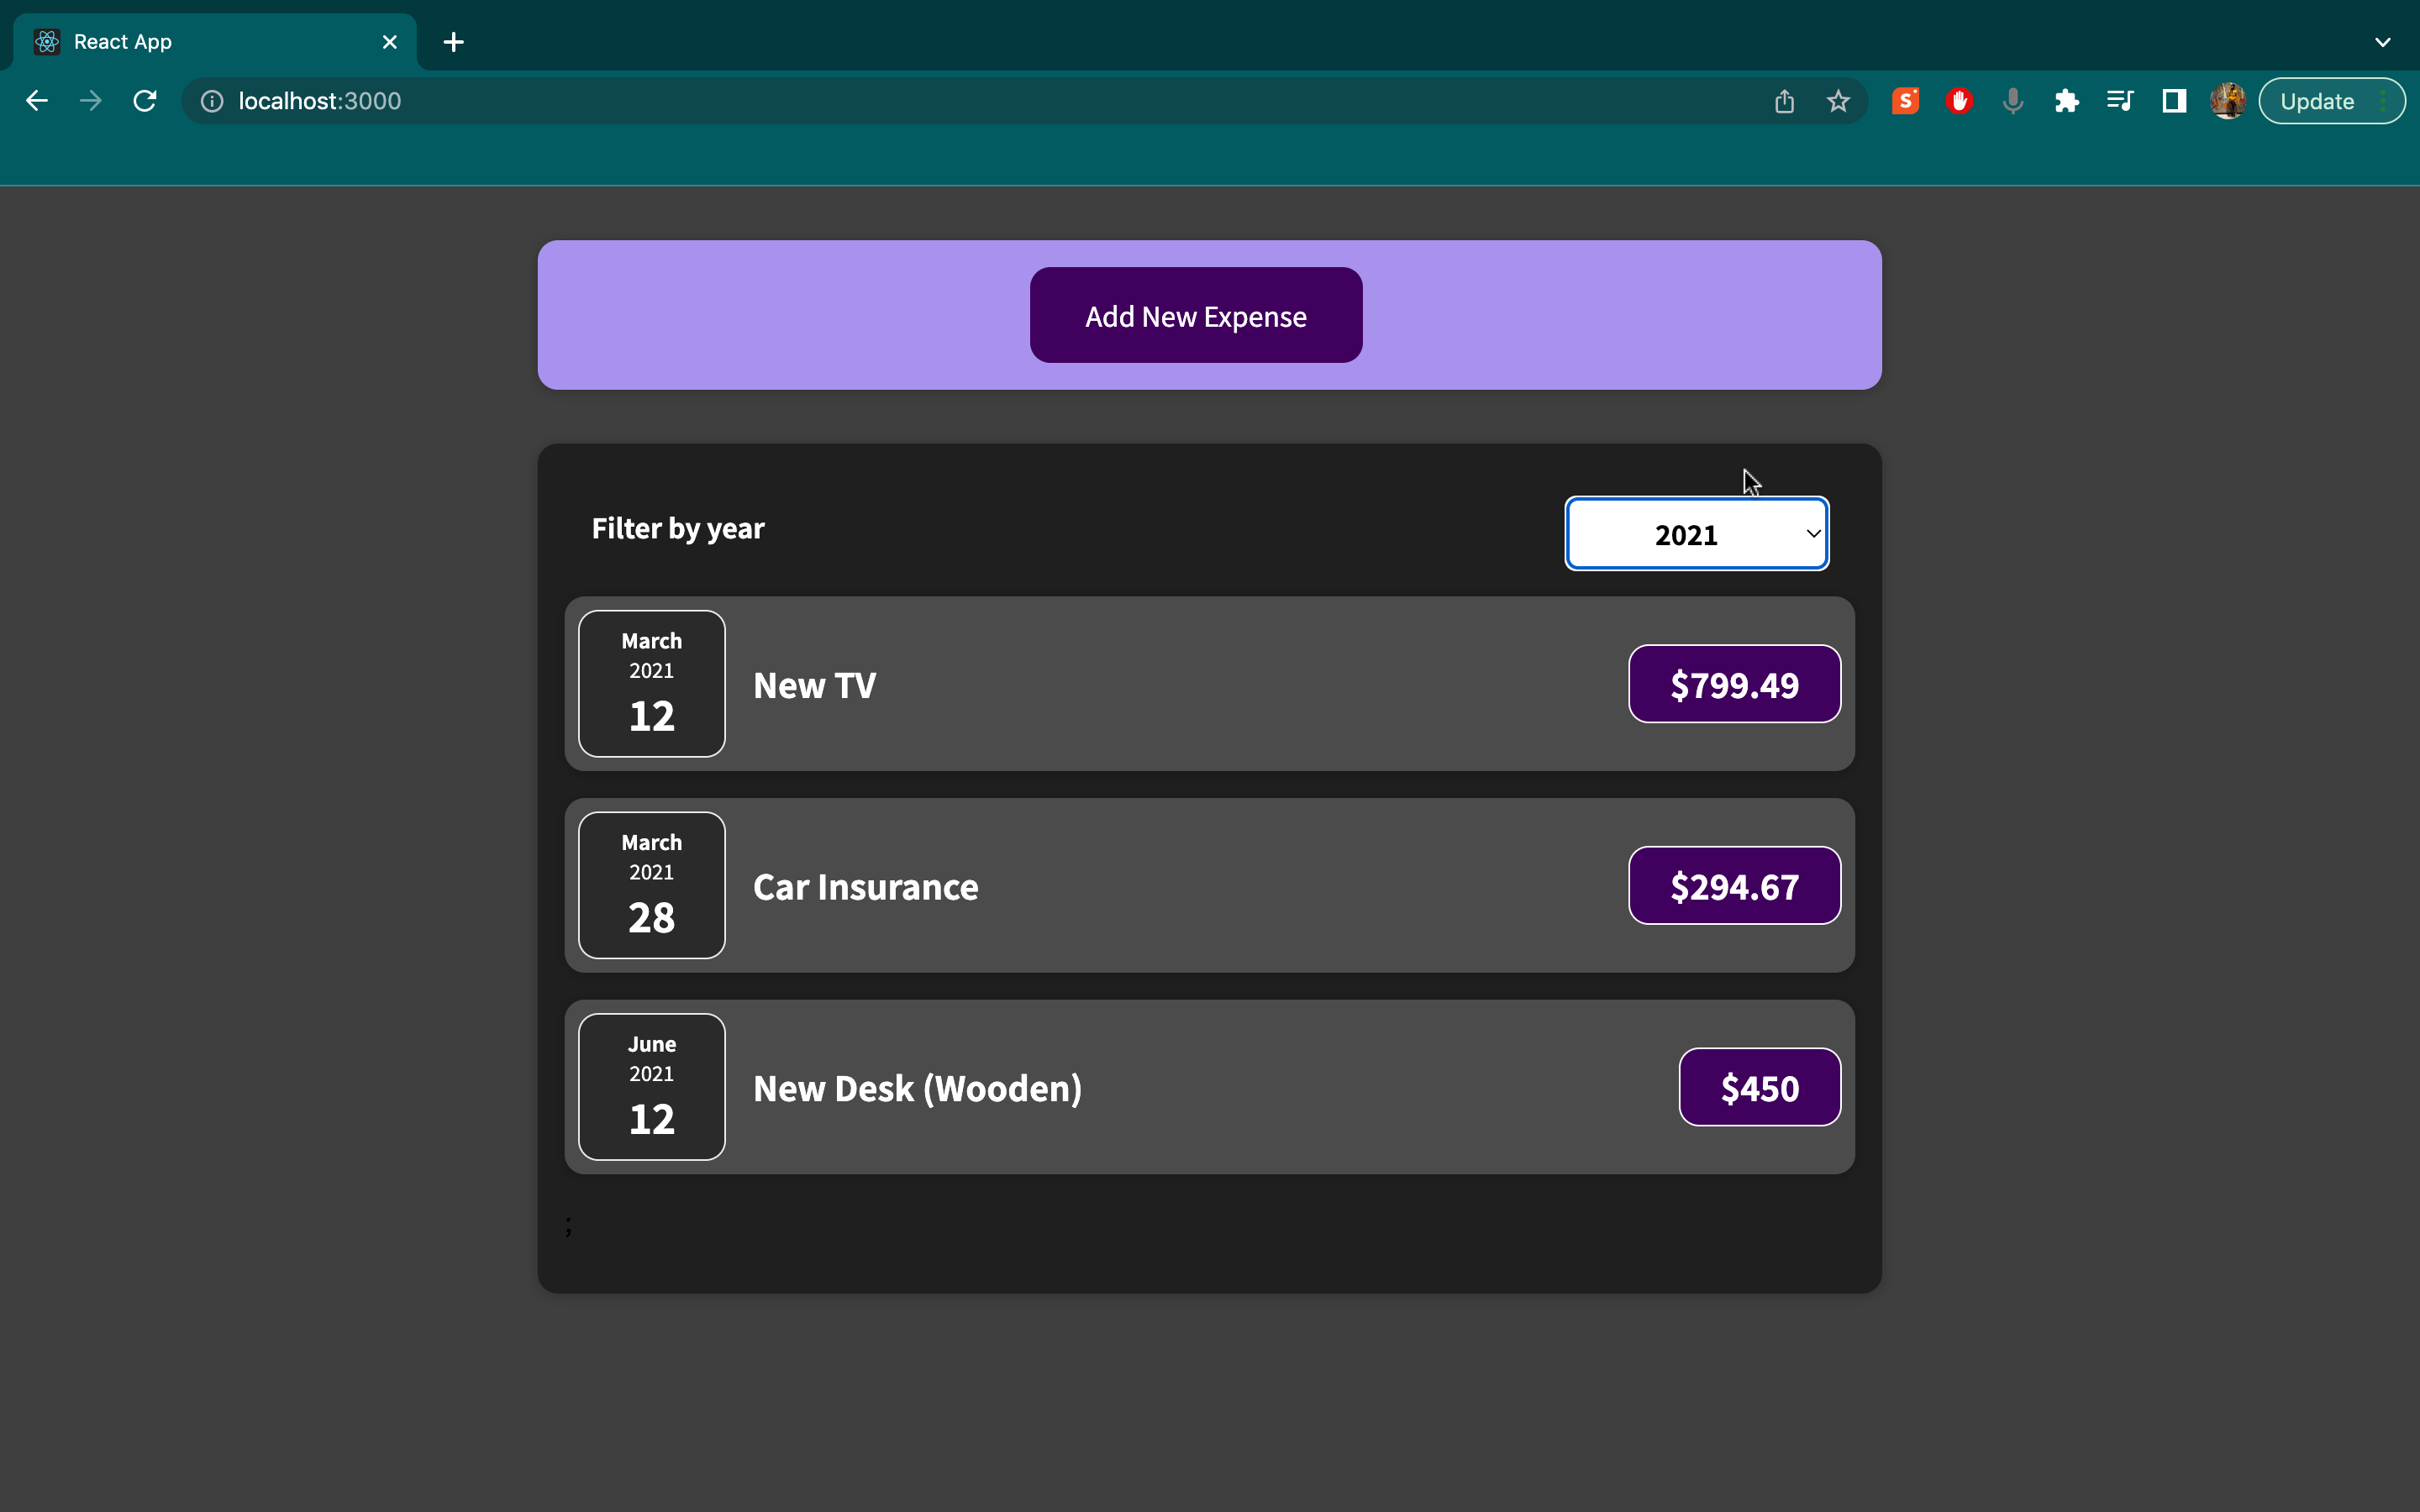 React App
localhost:3000
S
Update
Add New Expense
Filter by year
2021
March
2021
12
New TV
$799.49
March
2021
28
Car Insurance
$294.67
June
2021
12
New Desk (Wooden)
$450
;